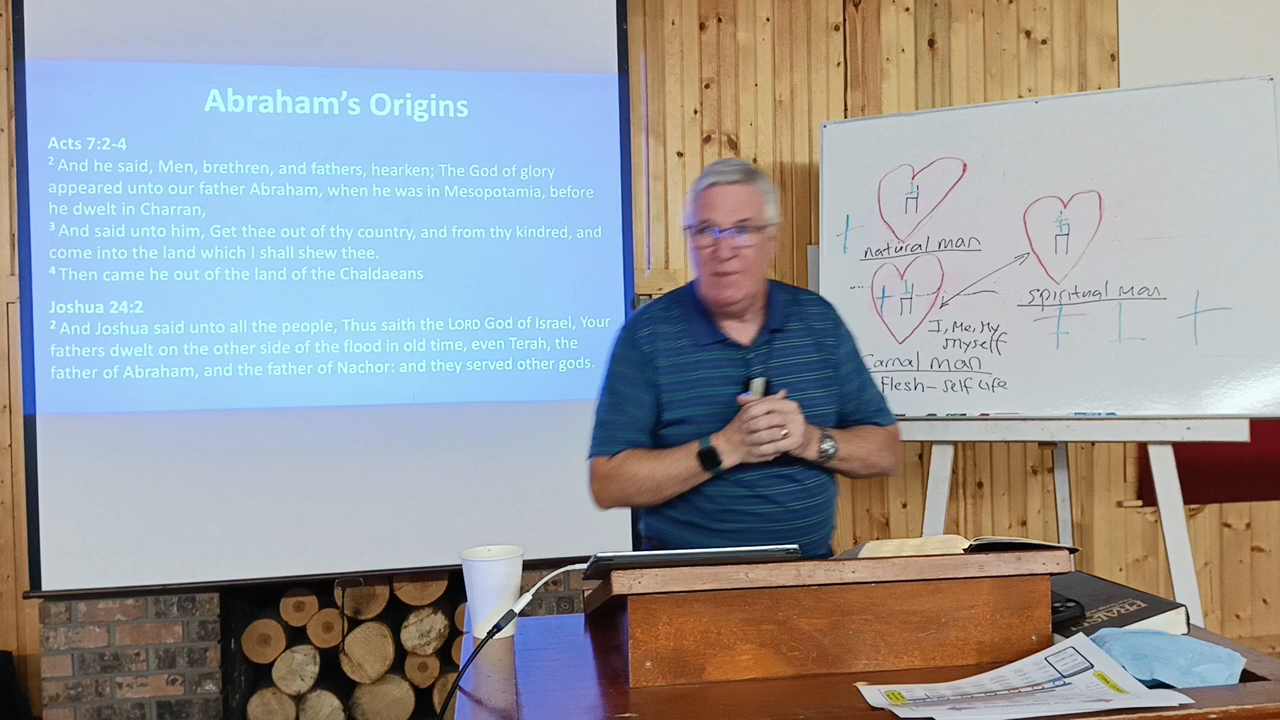 Abraham's Origins
Acts 7:2-4
2 And he said, Men, brethren, and fathers, hearken; The God of glory
appeared unto our father Abraham, when he was in Mesopotamia, before
he dwelt in Charran,
3 And said unto him, Get thee out of thy country, and from thy kindred, and
come into the land which I shall shew thee.
4 Then came he out of the land of the Chaldaeans
Joshua 24:2
2 And Joshua said unto all the people, Thus saith the LORD God of Israel, Your
fathers dwelt on the other side of the flood in old time, even Terah, the
father of Abraham, and the father of Nachor: and they served other gods.
natural man
spiritual man
I, Me, My
Myself
Carnal man
Flesh - self life
PRAISE